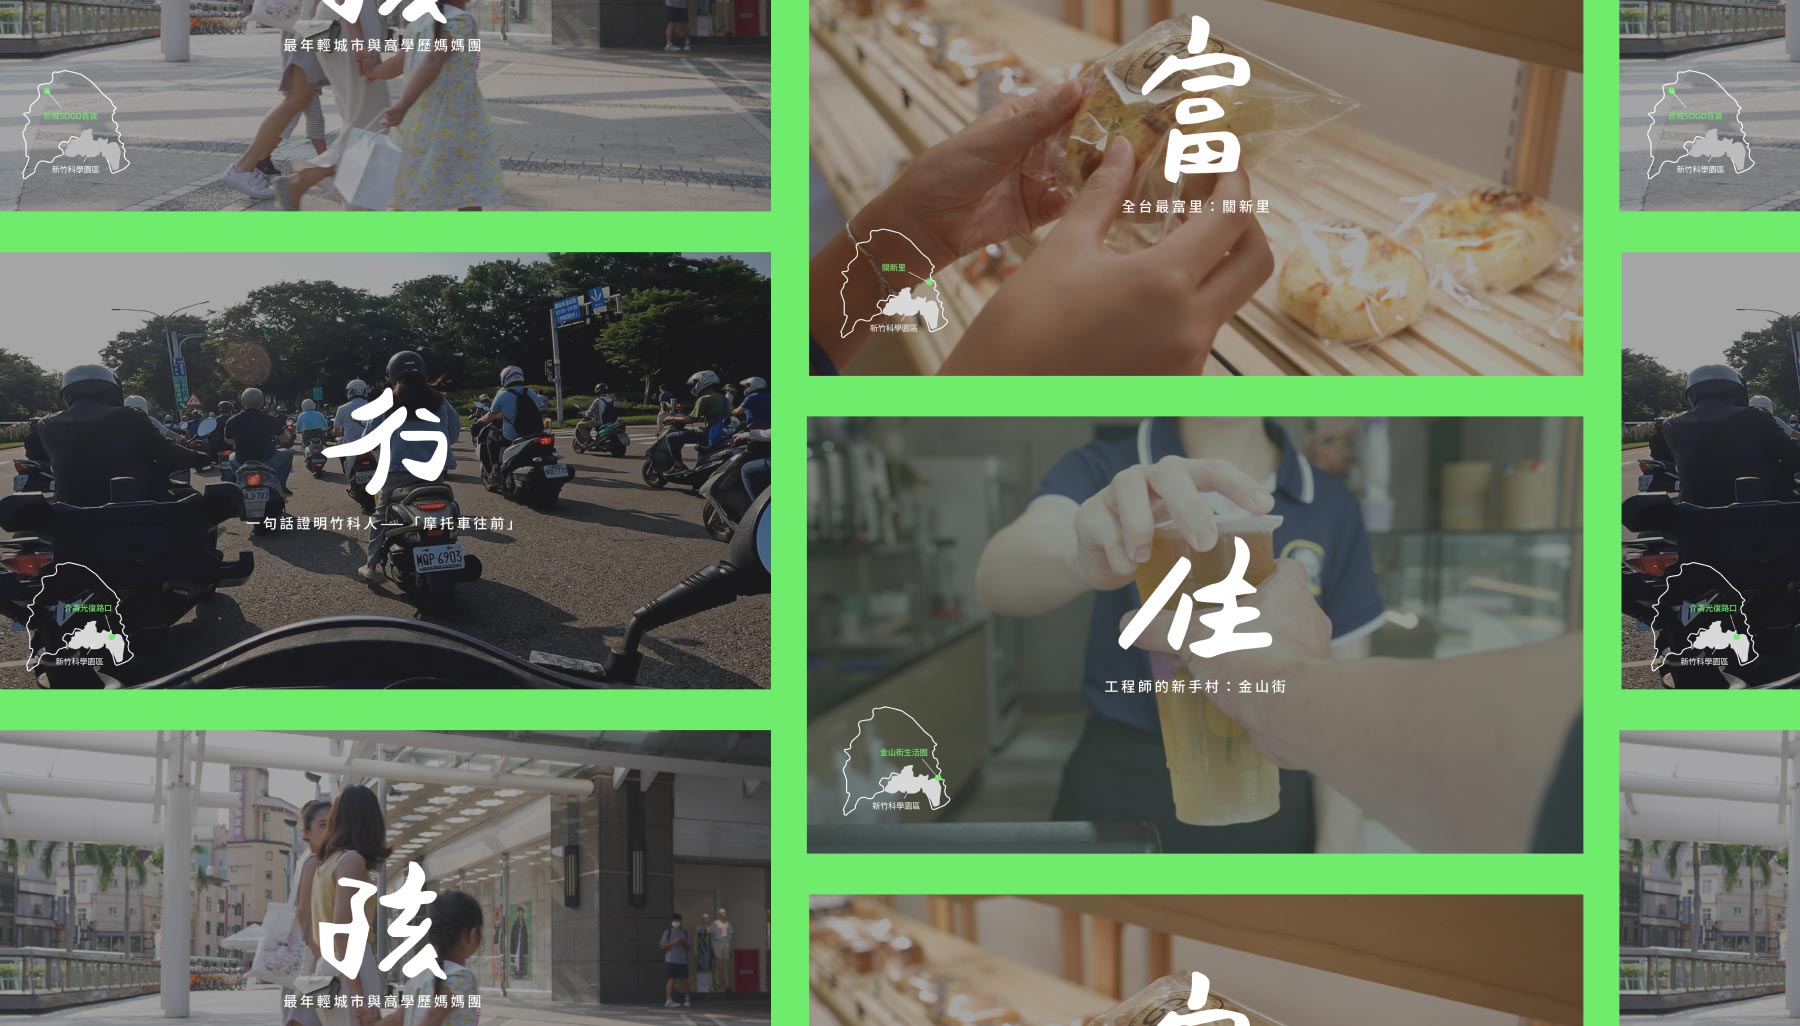 最年輕城市與高學歷媽媽團
巨城SOGO百貨
新竹科學園區
行
一句話證明竹科人——「摩托車往前」
MQP-6903
介壽光復路口
新竹科學園區
孩
最年輕城市與高學歷媽媽團
富
全台最富里：關新里
關新里
新竹科學園區
住
工程師的新手村：金山街
金山街生活圈
新竹科學園區
巨城SOGO百貨
新竹科學園區
介壽光復路口
新竹科學園區